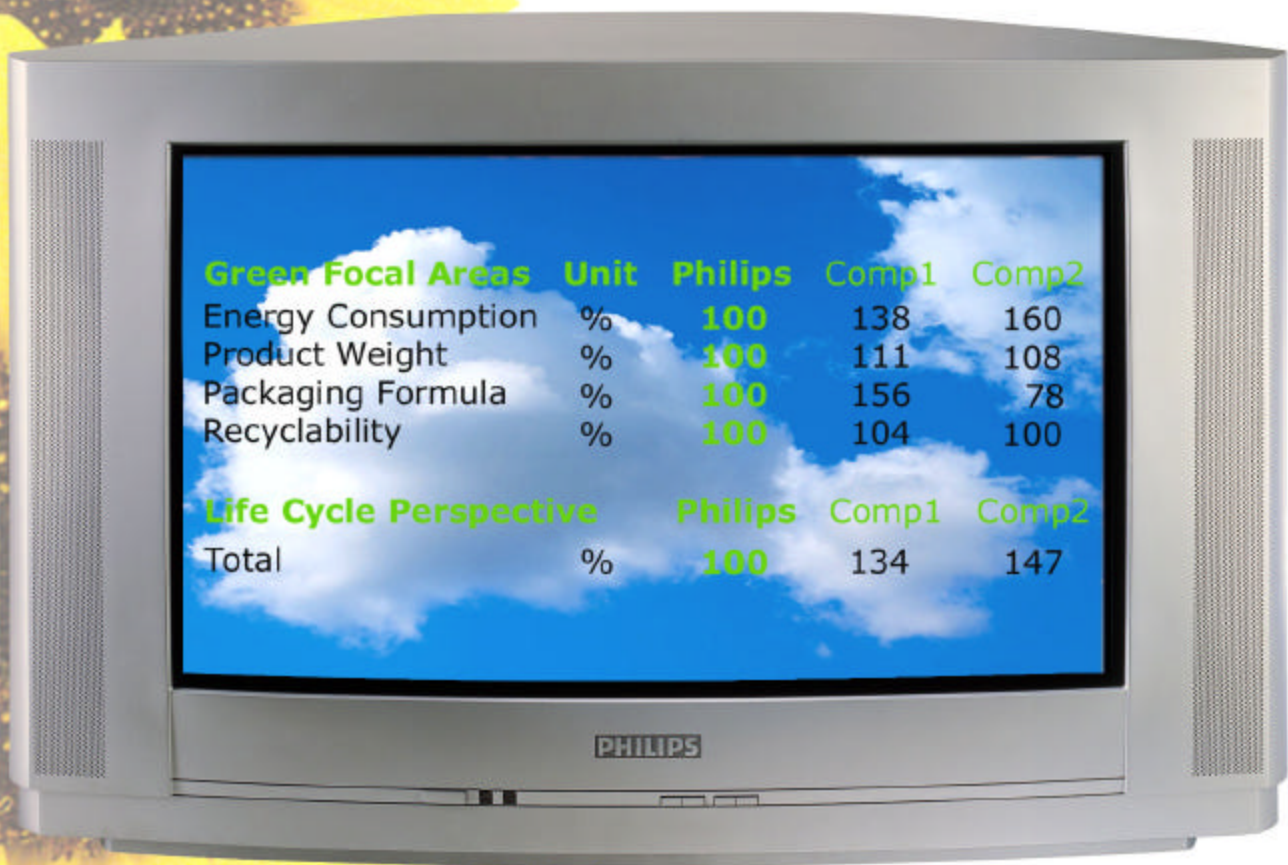 Green Focal Areas Unit Philips Comp1 Comp2
Energy Consumption % 100 138 160
Product Weight % 100 111 108
Packaging Formula % 100 156 78
Recyclability % 100 104 100
Life Cycle Perspective Philips Comp1 Comp2
Total % 100 134 147
PHILIPS